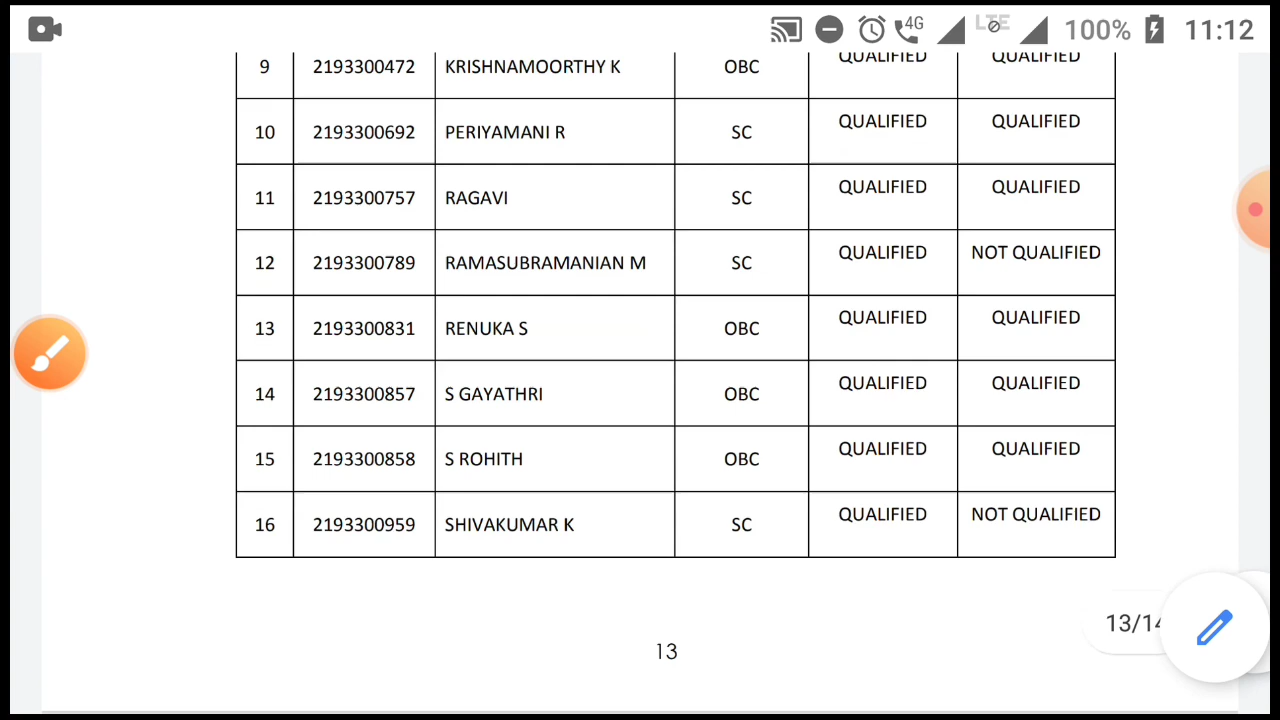 4G LTE 100% 11:12
9 2193300472 KRISHNAMOORTHY K OBC QUALIFIED QUALIFIED
10 2193300692 PERIYAMANI R SC QUALIFIED QUALIFIED
11 2193300757 RAGAVI SC QUALIFIED QUALIFIED
12 2193300789 RAMASUBRAMANIAN M SC QUALIFIED NOT QUALIFIED
13 2193300831 RENUKA S OBC QUALIFIED QUALIFIED
14 2193300857 S GAYATHRI OBC QUALIFIED QUALIFIED
15 2193300858 S ROHITH OBC QUALIFIED QUALIFIED
16 2193300959 SHIVAKUMAR K SC QUALIFIED NOT QUALIFIED
13/14
13